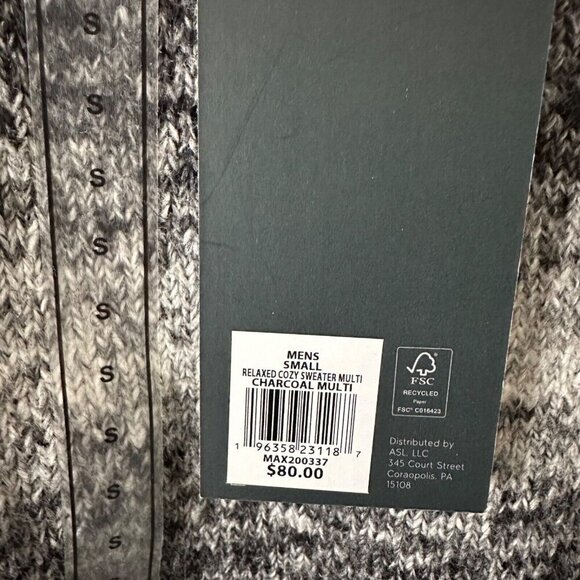 S
S
S
S
S
S
S
S
S
MENS
SMALL
RELAXED COZY SWEATER MULTI
CHARCOAL MULTI
1 96358 23118 7
MAX200337
$80.00
FSC
RECYCLED
Paper
FSC® C016423
Distributed by
ASL, LLC
345 Court Street
Coraopolis, PA
15108